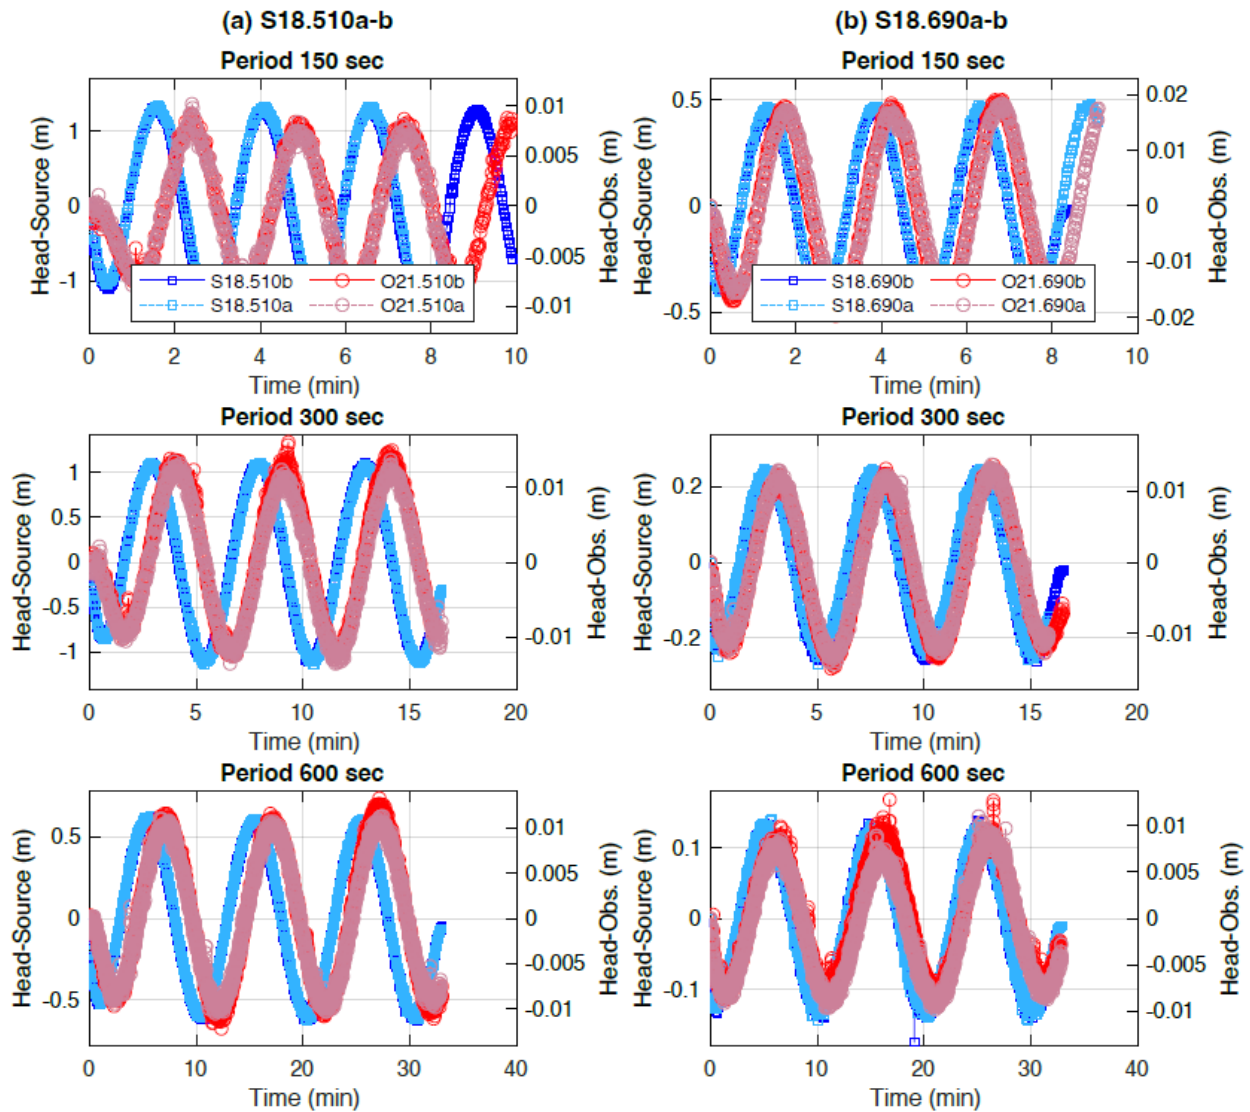 (a) S18.510a-b
(b) S18.690a-b
Period 150 sec
Head-Source (m)
1
0
-1
0.01
0.005
0
-0.005
-0.01
Head-Obs. (m)
S18.510b
O21.510b
S18.510a
O21.510a
0 2 4 6 8 10
Time (min)
Period 150 sec
Head-Source (m)
0.5
0
-0.5
0.02
0.01
0
-0.01
-0.02
Head-Obs. (m)
S18.690b
O21.690b
S18.690a
O21.690a
0 2 4 6 8 10
Time (min)
Period 300 sec
Head-Source (m)
1
0.5
0
-0.5
-1
0.01
0
-0.01
Head-Obs. (m)
0 5 10 15 20
Time (min)
Period 300 sec
Head-Source (m)
0.2
0
-0.2
0.01
0
-0.01
Head-Obs. (m)
0 5 10 15 20
Time (min)
Period 600 sec
Head-Source (m)
0.5
0
-0.5
0.01
0.005
0
-0.005
-0.01
Head-Obs. (m)
0 10 20 30 40
Time (min)
Period 600 sec
Head-Source (m)
0.1
0
-0.1
0.01
0.005
0
-0.005
-0.01
Head-Obs. (m)
0 10 20 30 40
Time (min)